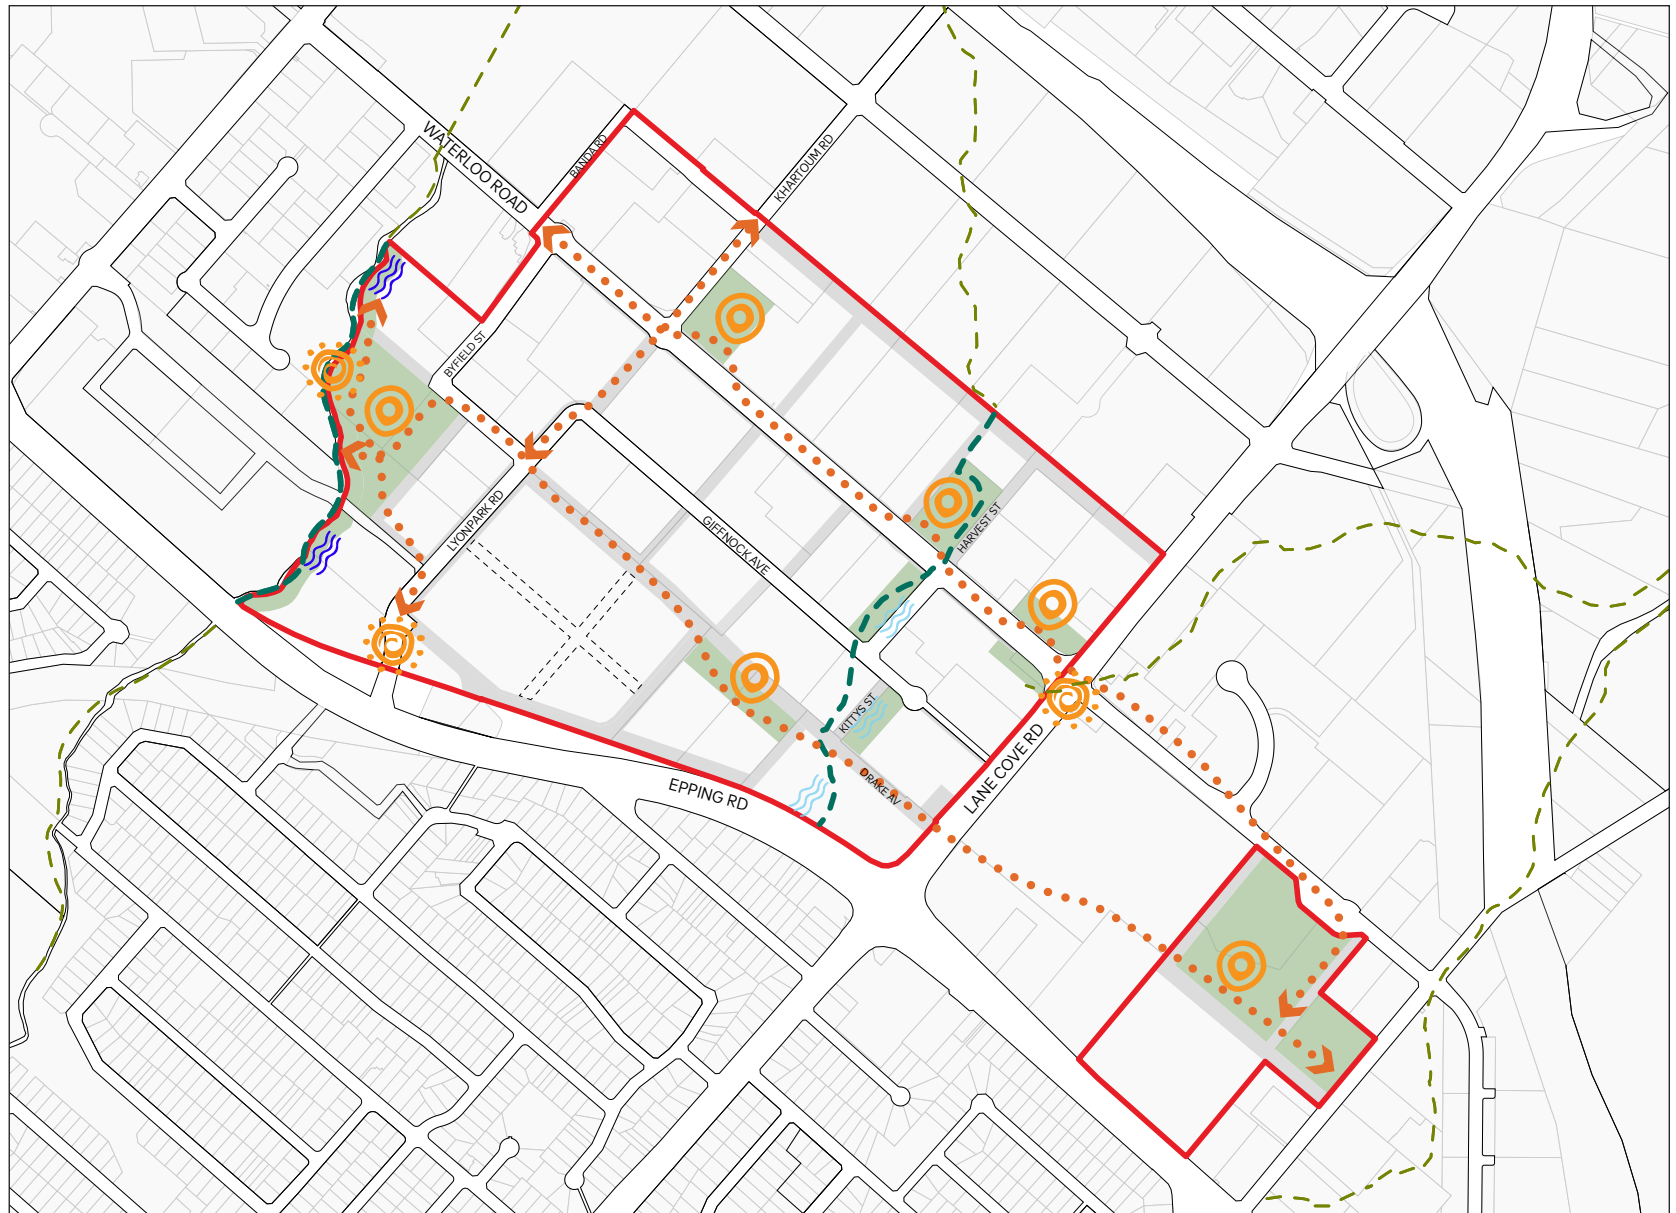 WATERLOO ROAD
BANDA RD
KHARTOUM RD
BYFIELD ST
LYONPARK RD
GIFFNOCK AVE
HARVEST ST
KITTYS ST
DRAKE AV
LANE COVE RD
EPPING RD